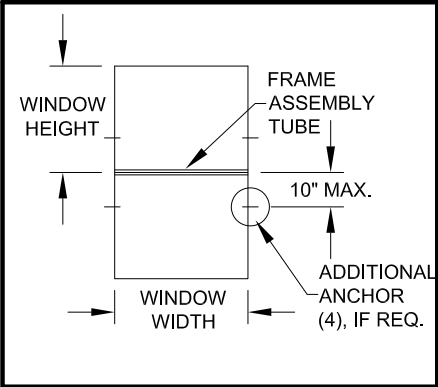 FRAME
ASSEMBLY
TUBE
WINDOW
HEIGHT
10" MAX.
ADDITIONAL
ANCHOR
(4), IF REQ.
WINDOW
WIDTH